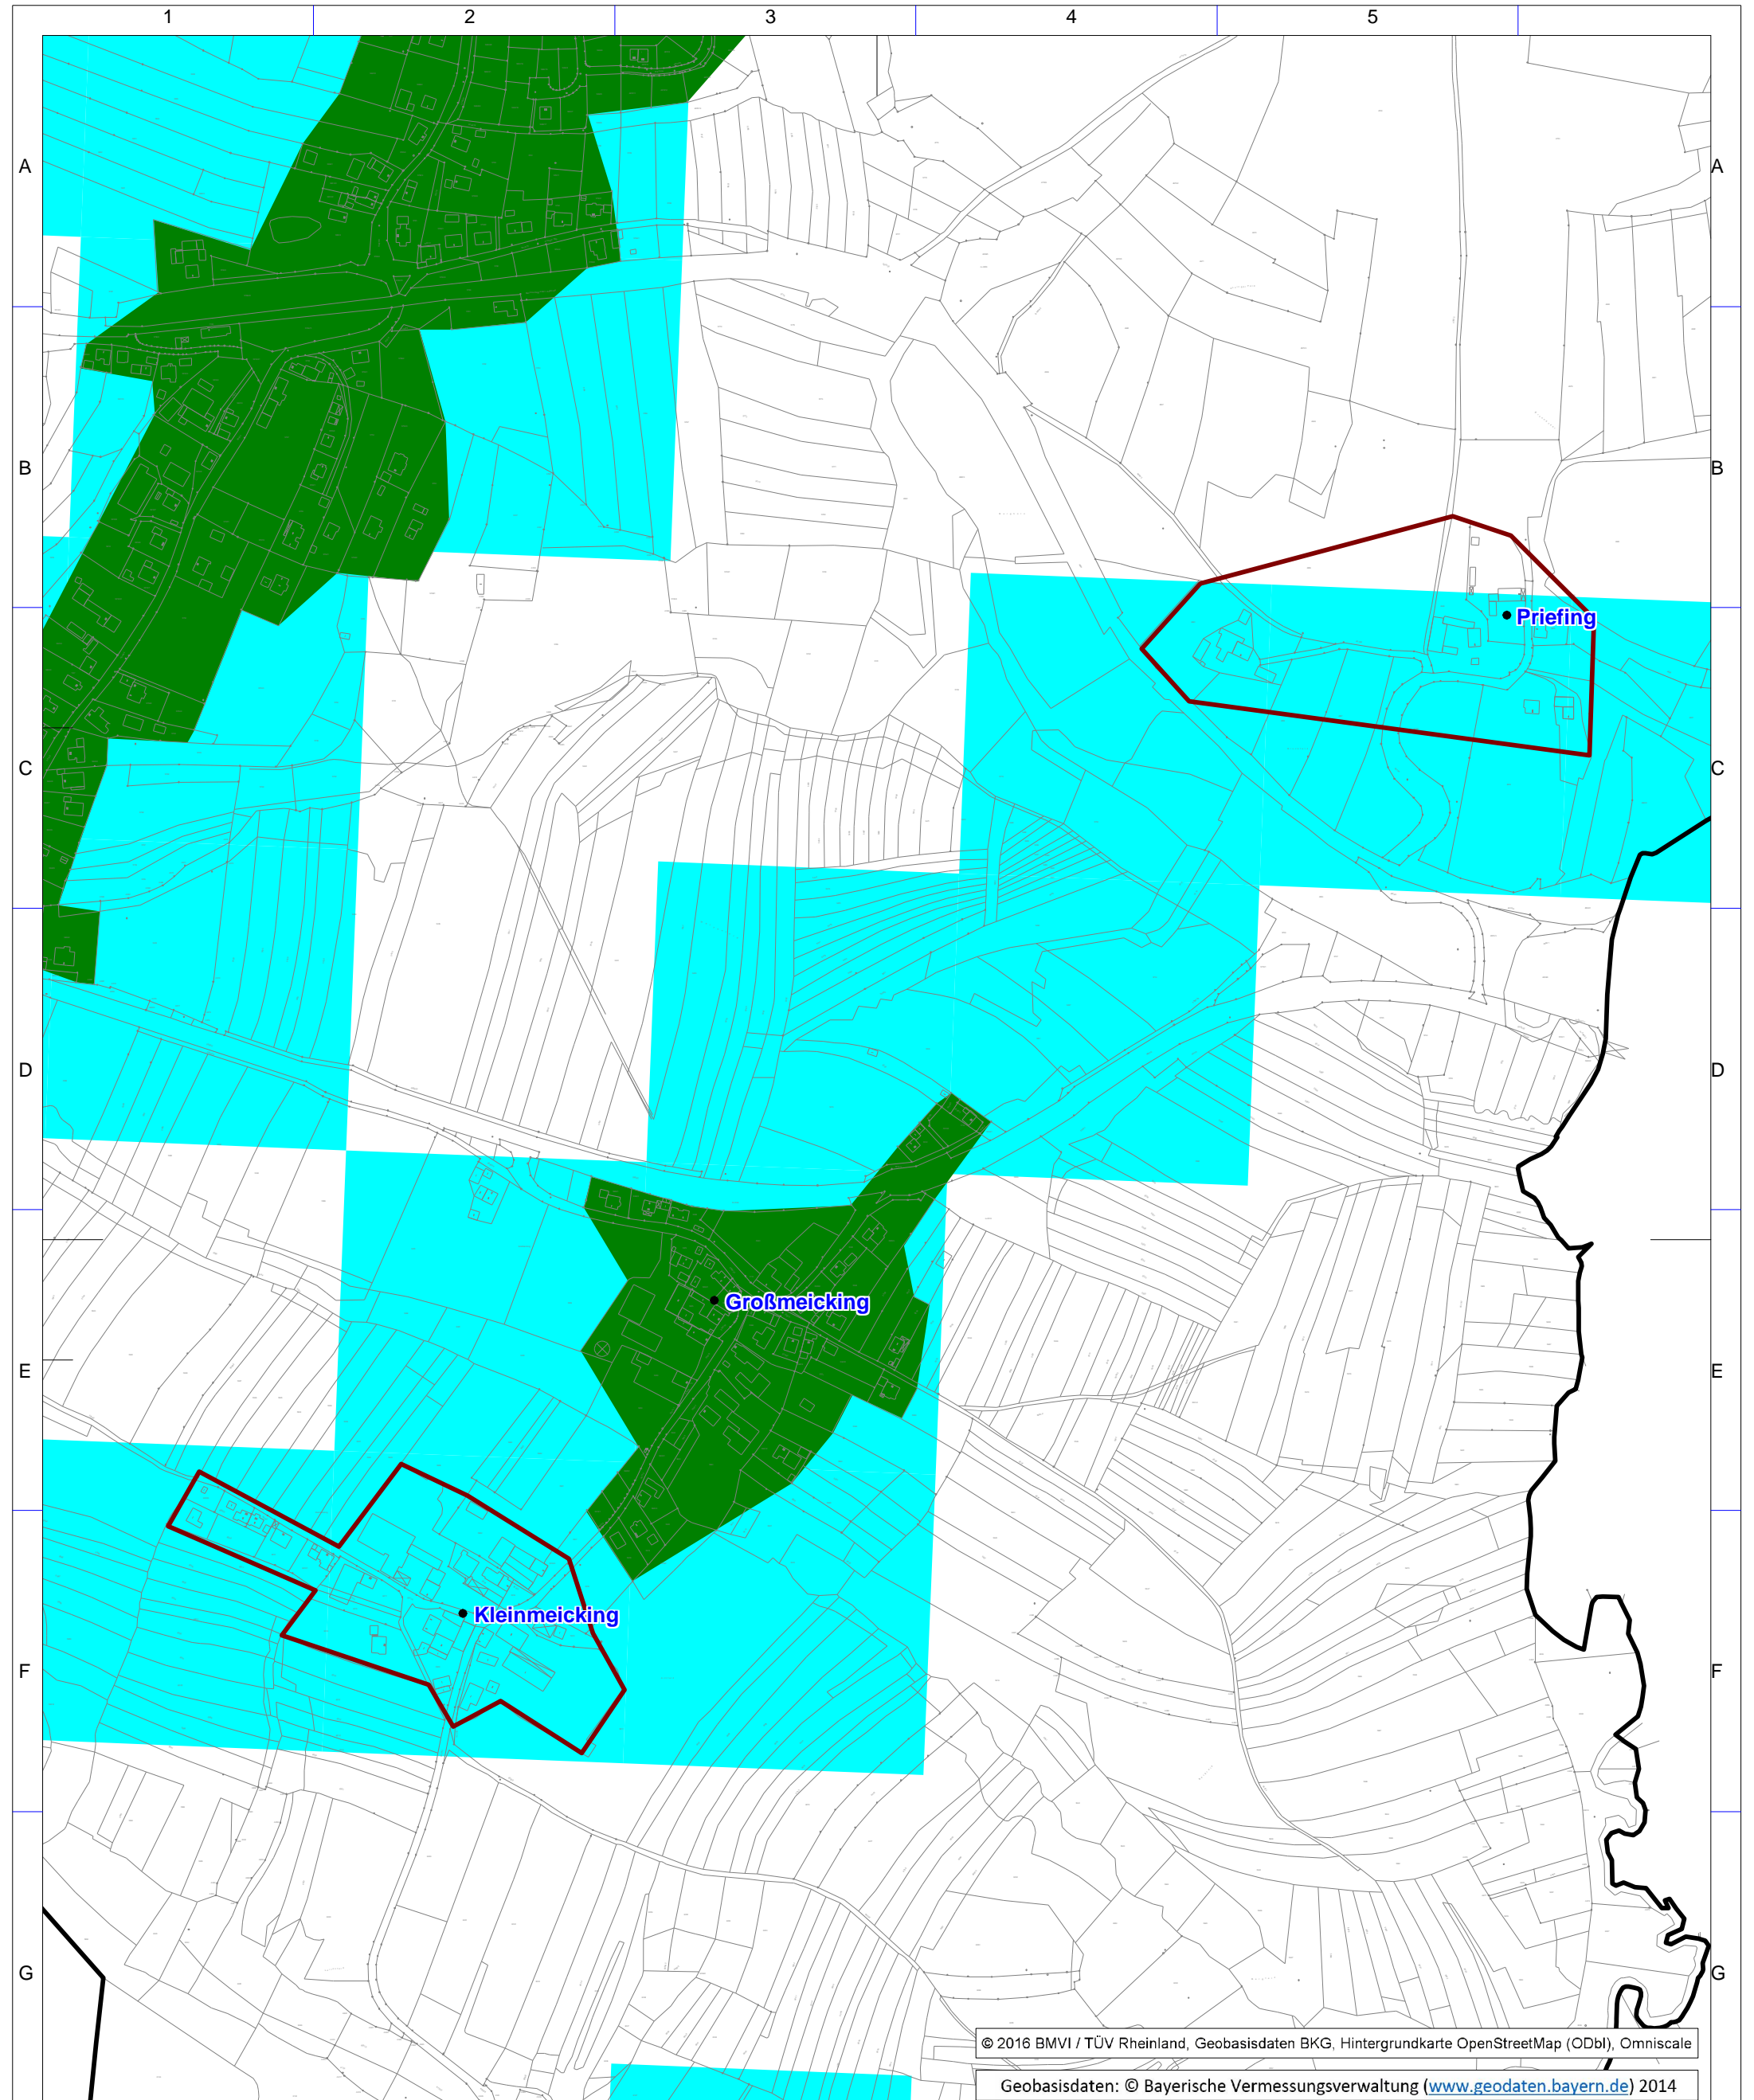 1 2 3 4 5
A A
B B
Priefing
C C
D D
Großmeicking
E E
Kleinmeicking
F F
G G
© 2016 BMVI / TÜV Rheinland, Geobasisdaten BKG, Hintergrundkarte OpenStreetMap (ODbl), Omniscale
Geobasisdaten: © Bayerische Vermessungsverwaltung (www.geodaten.bayern.de) 2014